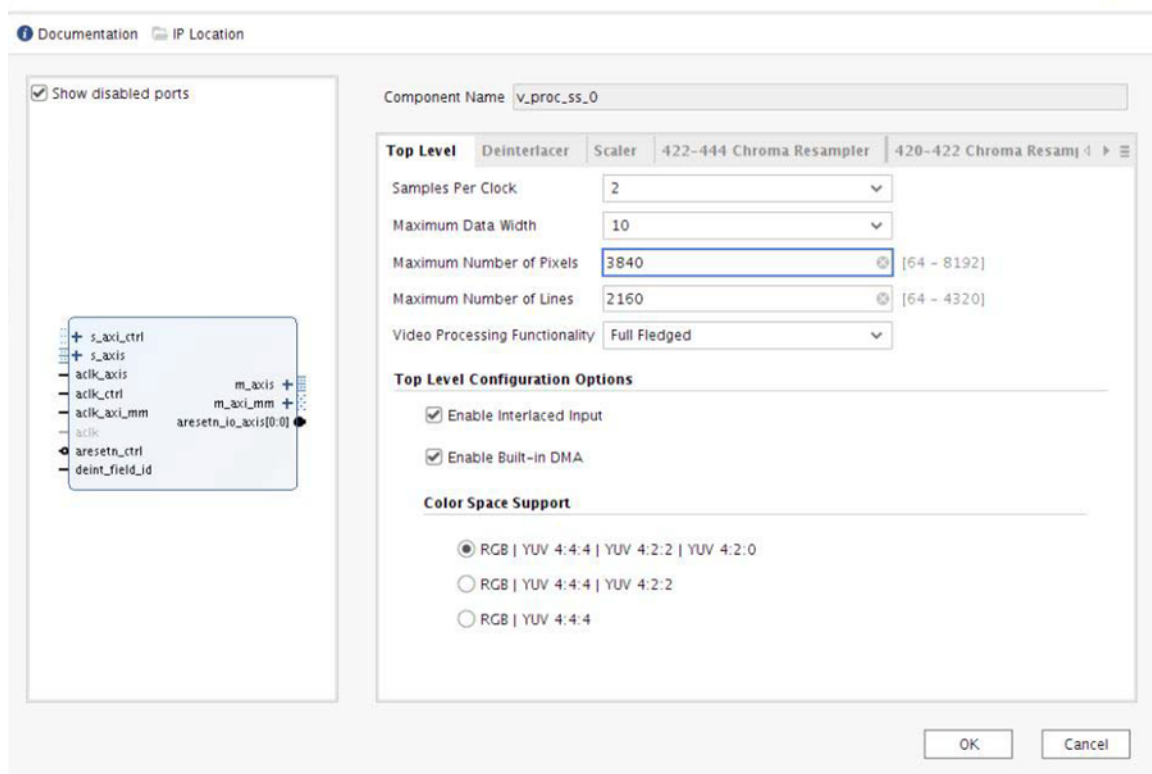 Documentation IP Location
Show disabled ports
s_axi_ctrl
s_axis
aclk_axis
aclk_ctrl
aclk_axi_mm
aclk
aresetn_ctrl
deint_field_id
m_axis
m_axi_mm
aresetn_io_axis[0:0]
Component Name v_proc_ss_0
Top Level Deinterlacer Scaler 422-444 Chroma Resampler 420-422 Chroma Resamp
Samples Per Clock 2
Maximum Data Width 10
Maximum Number of Pixels 3840 [64 - 8192]
Maximum Number of Lines 2160 [64 - 4320]
Video Processing Functionality Full Fledged
Top Level Configuration Options
Enable Interlaced Input
Enable Built-in DMA
Color Space Support
RGB | YUV 4:4:4 | YUV 4:2:2 | YUV 4:2:0
RGB | YUV 4:4:4 | YUV 4:2:2
RGB | YUV 4:4:4
OK Cancel